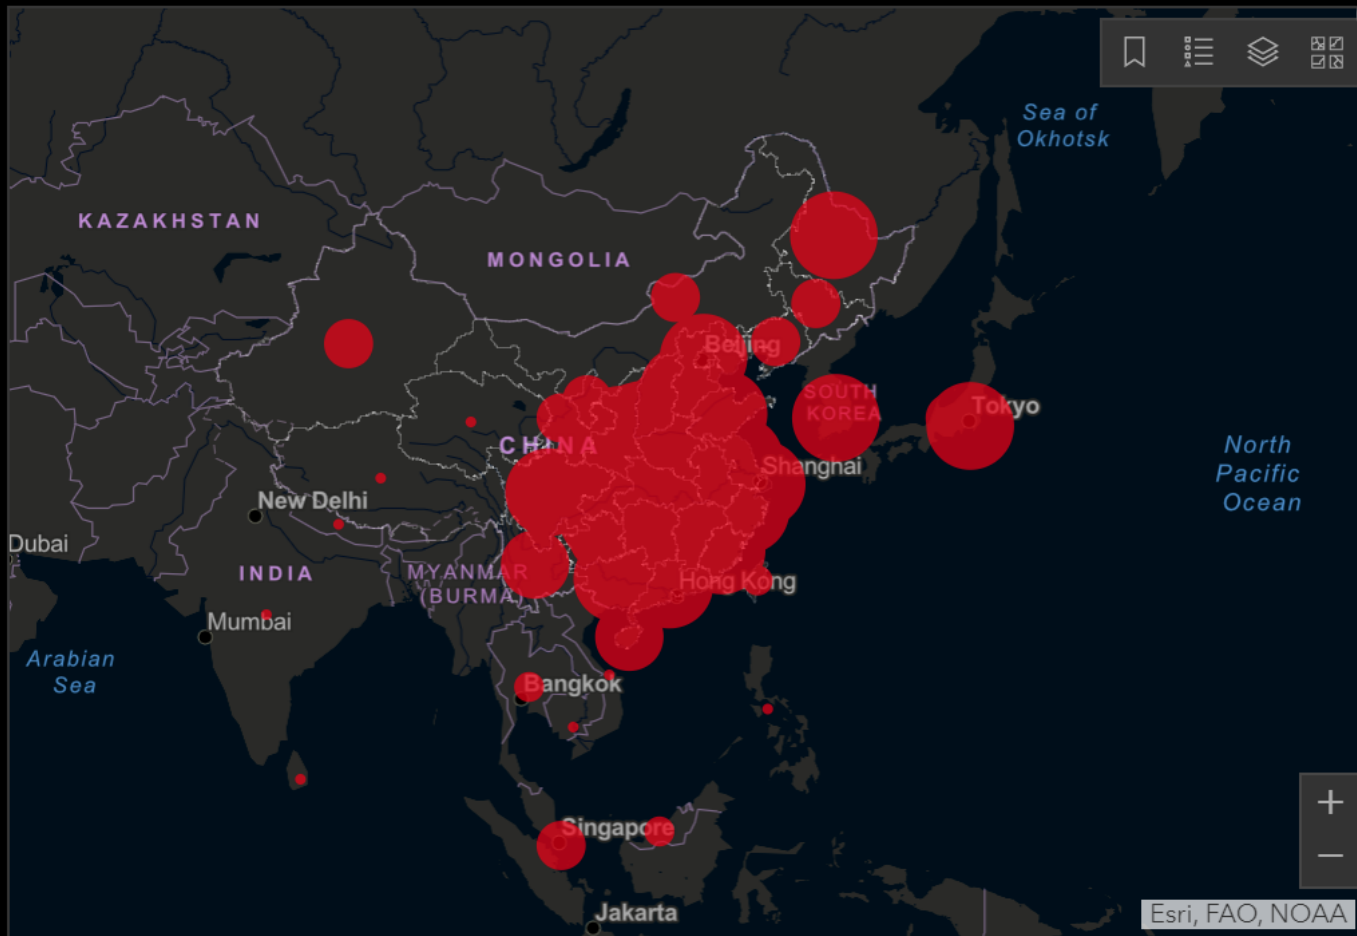 Sea of
Okhotsk
KAZAKHSTAN
MONGOLIA
Beijing
SOUTH
KOREA
Tokyo
CHINA
North
Pacific
Ocean
Shanghai
New Delhi
Dubai
INDIA
MYANMAR
(BURMA)
Hong Kong
Mumbai
Arabian
Sea
Bangkok
+
Singapore
−
Jakarta
Esri, FAO, NOAA